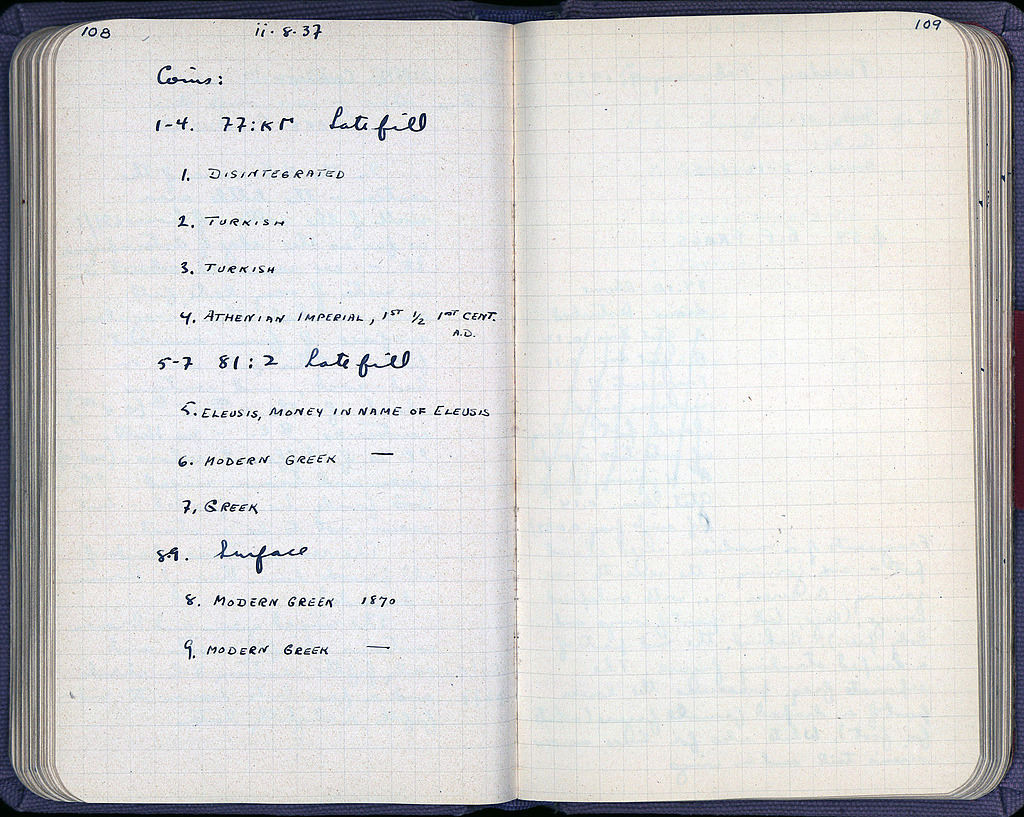 108
ii·8·37
109
Coins:
1-4. 77:ΚΓ Late fill
1. DISINTEGRATED
2. TURKISH
3. TURKISH
4. ATHENIAN IMPERIAL, 1ST ½ 1ST CENT.
A.D.
5-7 81:2 Late fill
5. ELEUSIS, MONEY IN NAME OF ELEUSIS
6. MODERN GREEK —
7. GREEK
8-9. Surface
8. MODERN GREEK 1870
9. MODERN GREEK —